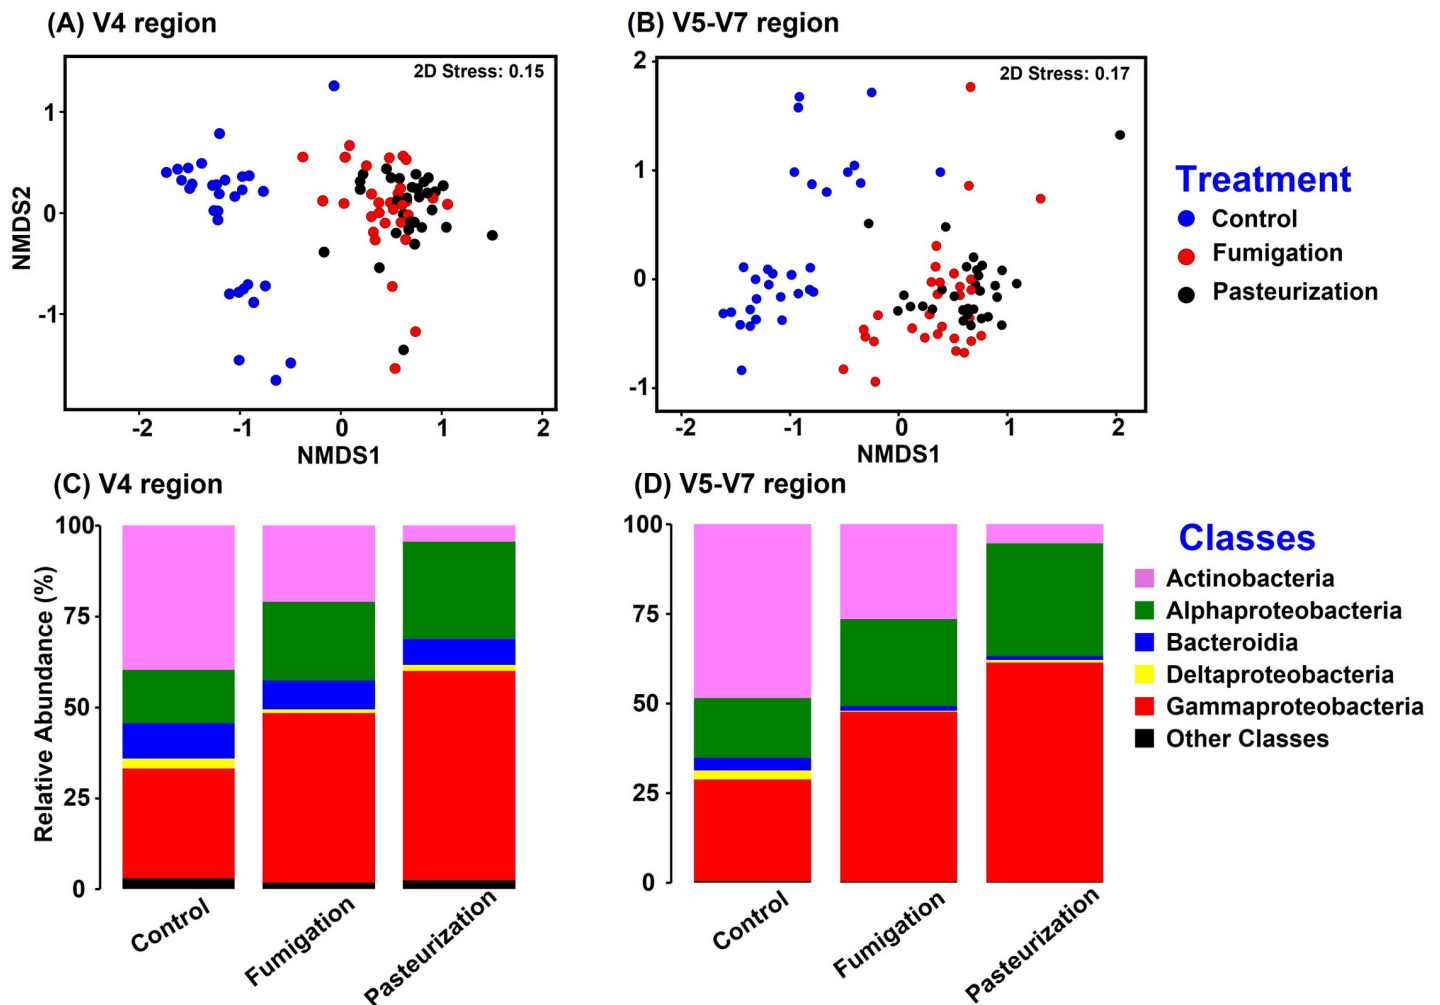 (A) V4 region
2D Stress: 0.15
NMDS2
1
0
-1
-2 -1 0 1 2
NMDS1
(B) V5-V7 region
2D Stress: 0.17
2
1
0
-1
-2 -1 0 1 2
NMDS1
Treatment
Control
Fumigation
Pasteurization
(C) V4 region
Relative Abundance (%)
100
75
50
25
0
Control
Fumigation
Pasteurization
(D) V5-V7 region
100
75
50
25
0
Control
Fumigation
Pasteurization
Classes
Actinobacteria
Alphaproteobacteria
Bacteroidia
Deltaproteobacteria
Gammaproteobacteria
Other Classes